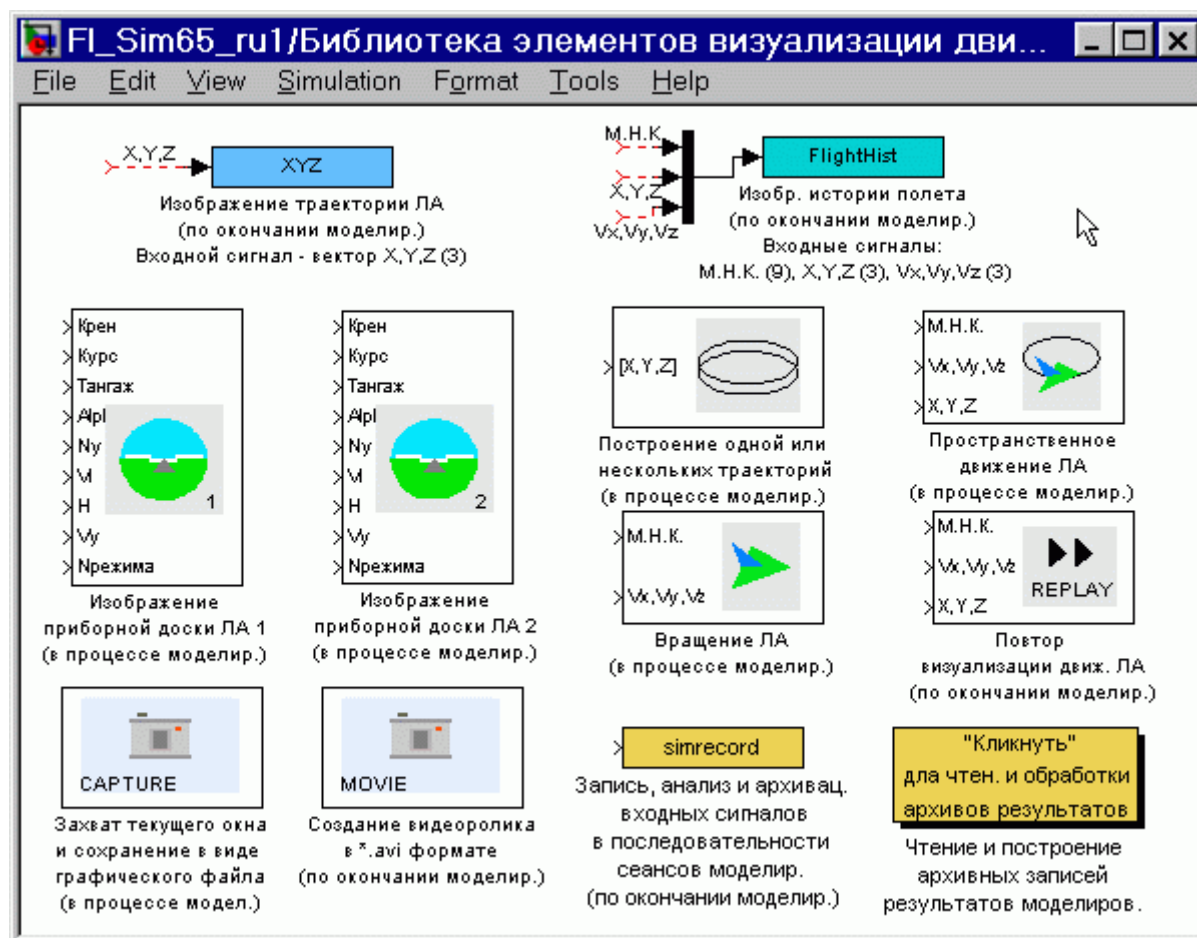 Fl_Sim65_ru1/Библиотека элементов визуализации дви...
File Edit View Simulation Format Tools Help
X,Y,Z
XYZ
Изображение траектории ЛА
(по окончании моделир.)
Входной сигнал - вектор X,Y,Z (3)
М.Н.К.
X,Y,Z
Vx,Vy,Vz
FlightHist
Изобр. истории полета
(по окончании моделир.)
Входные сигналы:
М.Н.К. (9), X,Y,Z (3), Vx,Vy,Vz (3)
Крен
Курс
Тангаж
Alpl
Ny
VI
H
Vy
Nрежима
1
Изображение
приборной доски ЛА 1
(в процессе моделир.)
Крен
Курс
Тангаж
Alpl
Ny
VI
H
Vy
Nрежима
2
Изображение
приборной доски ЛА 2
(в процессе моделир.)
[X,Y,Z]
Построение одной или
нескольких траекторий
(в процессе моделир.)
М.Н.К.
Vx,Vy,Vz
X,Y,Z
Пространственное
движение ЛА
(в процессе моделир.)
М.Н.К.
Vx,Vy,Vz
Вращение ЛА
(в процессе моделир.)
М.Н.К.
Vx,Vy,Vz
X,Y,Z
REPLAY
Повтор
визуализации движ. ЛА
(по окончании моделир.)
CAPTURE
Захват текущего окна
и сохранение в виде
графического файла
(в процессе модел.)
MOVIE
Создание видеоролика
в *.avi формате
(по окончании моделир.)
simrecord
Запись, анализ и архивац.
входных сигналов
в последовательности
сеансов моделир.
(по окончании моделир.)
"Кликнуть"
дла чтен. и обработки
архивов результатов
Чтение и построение
архивных записей
результатов моделиров.